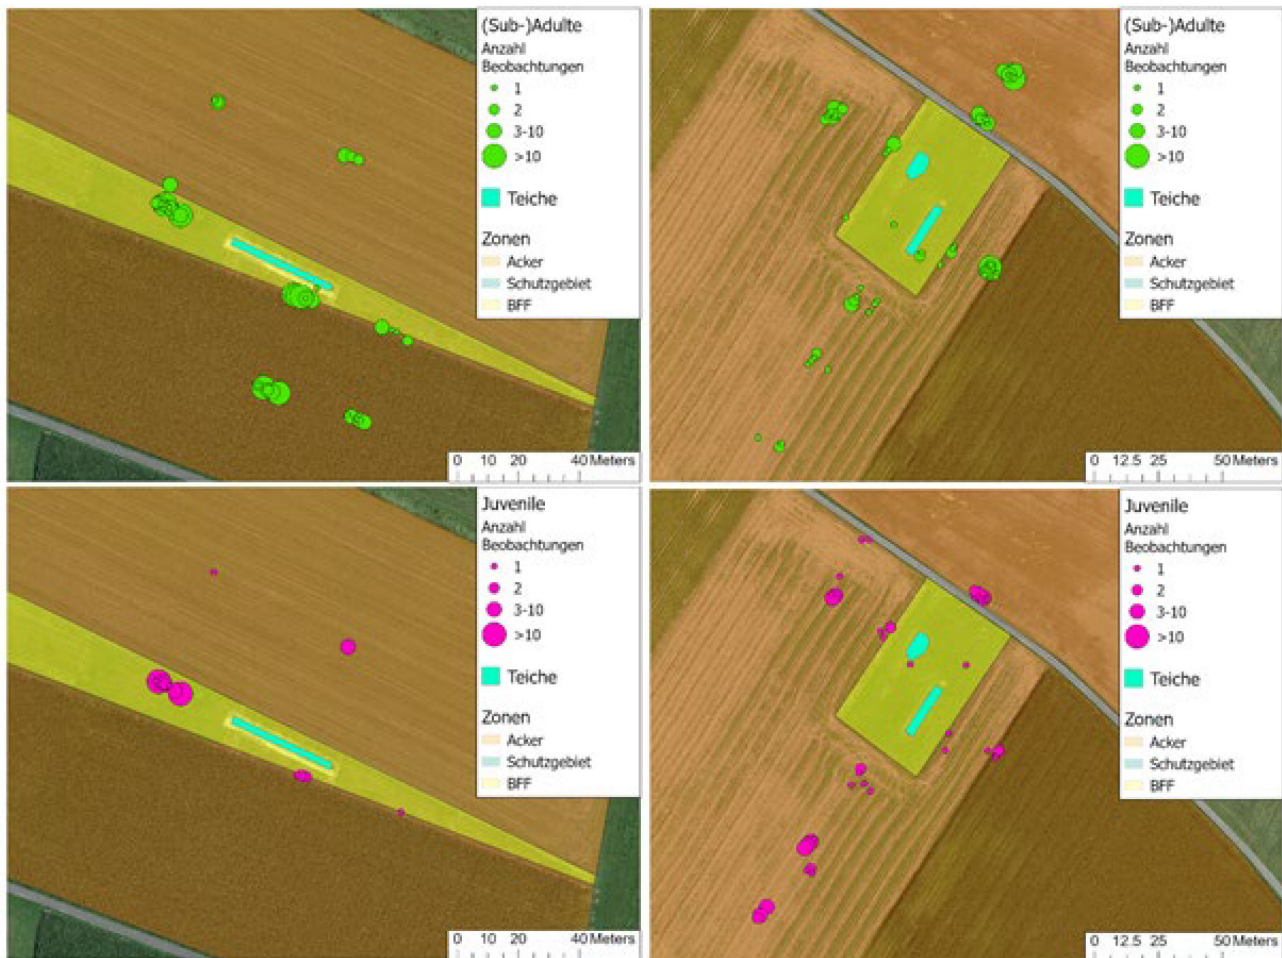 (Sub-)Adulte
Anzahl
Beobachtungen
1
2
3-10
>10
Teiche
Zonen
Acker
Schutzgebiet
BFF
0 10 20 40 Meters
(Sub-)Adulte
Anzahl
Beobachtungen
1
2
3-10
>10
Teiche
Zonen
Acker
Schutzgebiet
BFF
0 12.5 25 50 Meters
Juvenile
Anzahl
Beobachtungen
1
2
3-10
>10
Teiche
Zonen
Acker
Schutzgebiet
BFF
0 10 20 40 Meters
Juvenile
Anzahl
Beobachtungen
1
2
3-10
>10
Teiche
Zonen
Acker
Schutzgebiet
BFF
0 12.5 25 50 Meters